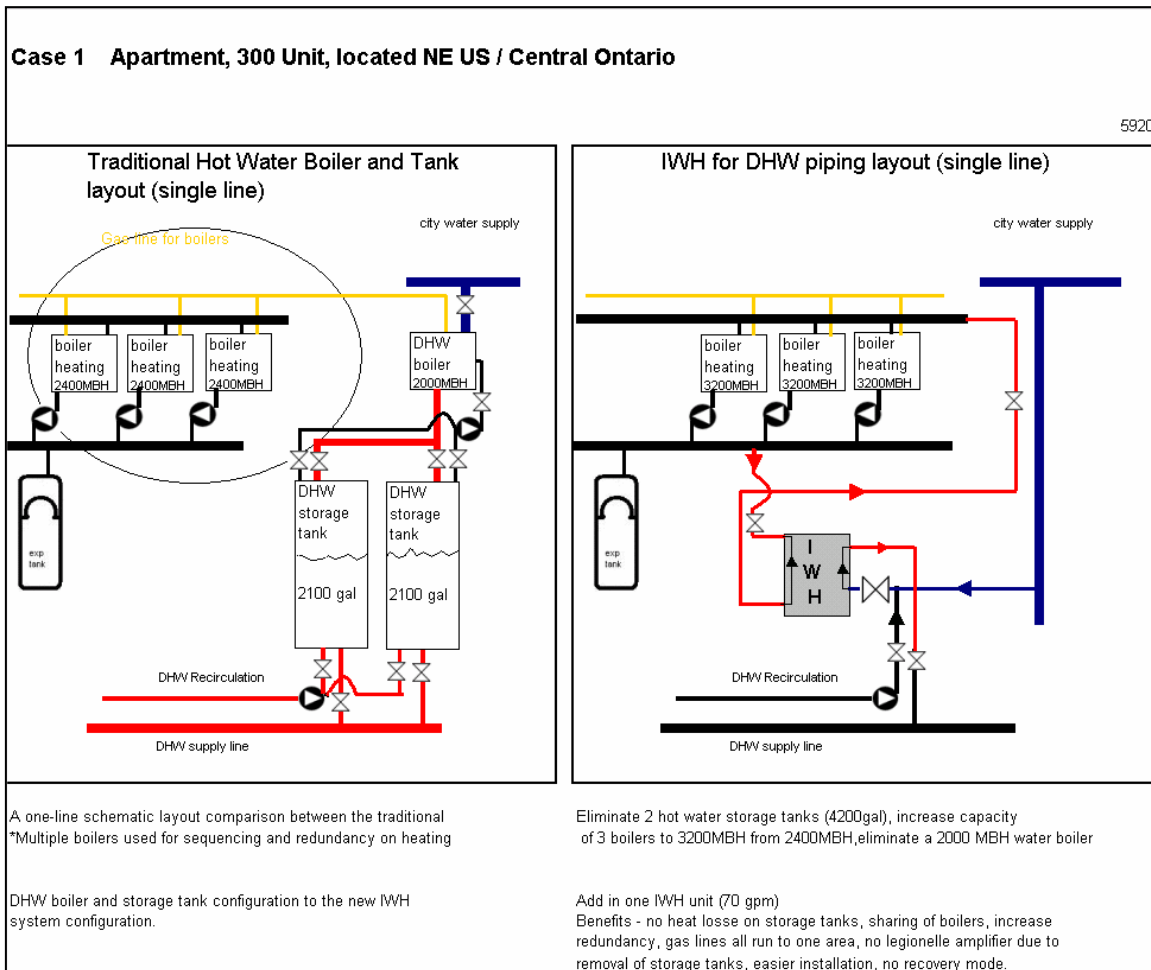 Case 1 Apartment, 300 Unit, located NE US / Central Ontario
5920
Traditional Hot Water Boiler and Tank
layout (single line)
Gas line for boilers
city water supply
boiler
heating
2400MBH
boiler
heating
2400MBH
boiler
heating
2400MBH
DHW
boiler
2000MBH
exp
tank
DHW
storage
tank
2100 gal
DHW
storage
tank
2100 gal
DHW Recirculation
DHW supply line
IWH for DHW piping layout (single line)
city water supply
boiler
heating
3200MBH
boiler
heating
3200MBH
boiler
heating
3200MBH
exp
tank
I
W
H
DHW Recirculation
DHW supply line
A one-line schematic layout comparison between the traditional
*Multiple boilers used for sequencing and redundancy on heating
DHW boiler and storage tank configuration to the new IWH
system configuration.
Eliminate 2 hot water storage tanks (4200gal), increase capacity
of 3 boilers to 3200MBH from 2400MBH,eliminate a 2000 MBH water boiler
Add in one IWH unit (70 gpm)
Benefits - no heat losse on storage tanks, sharing of boilers, increase
redundancy, gas lines all run to one area, no legionelle amplifier due to
removal of storage tanks, easier installation, no recovery mode.